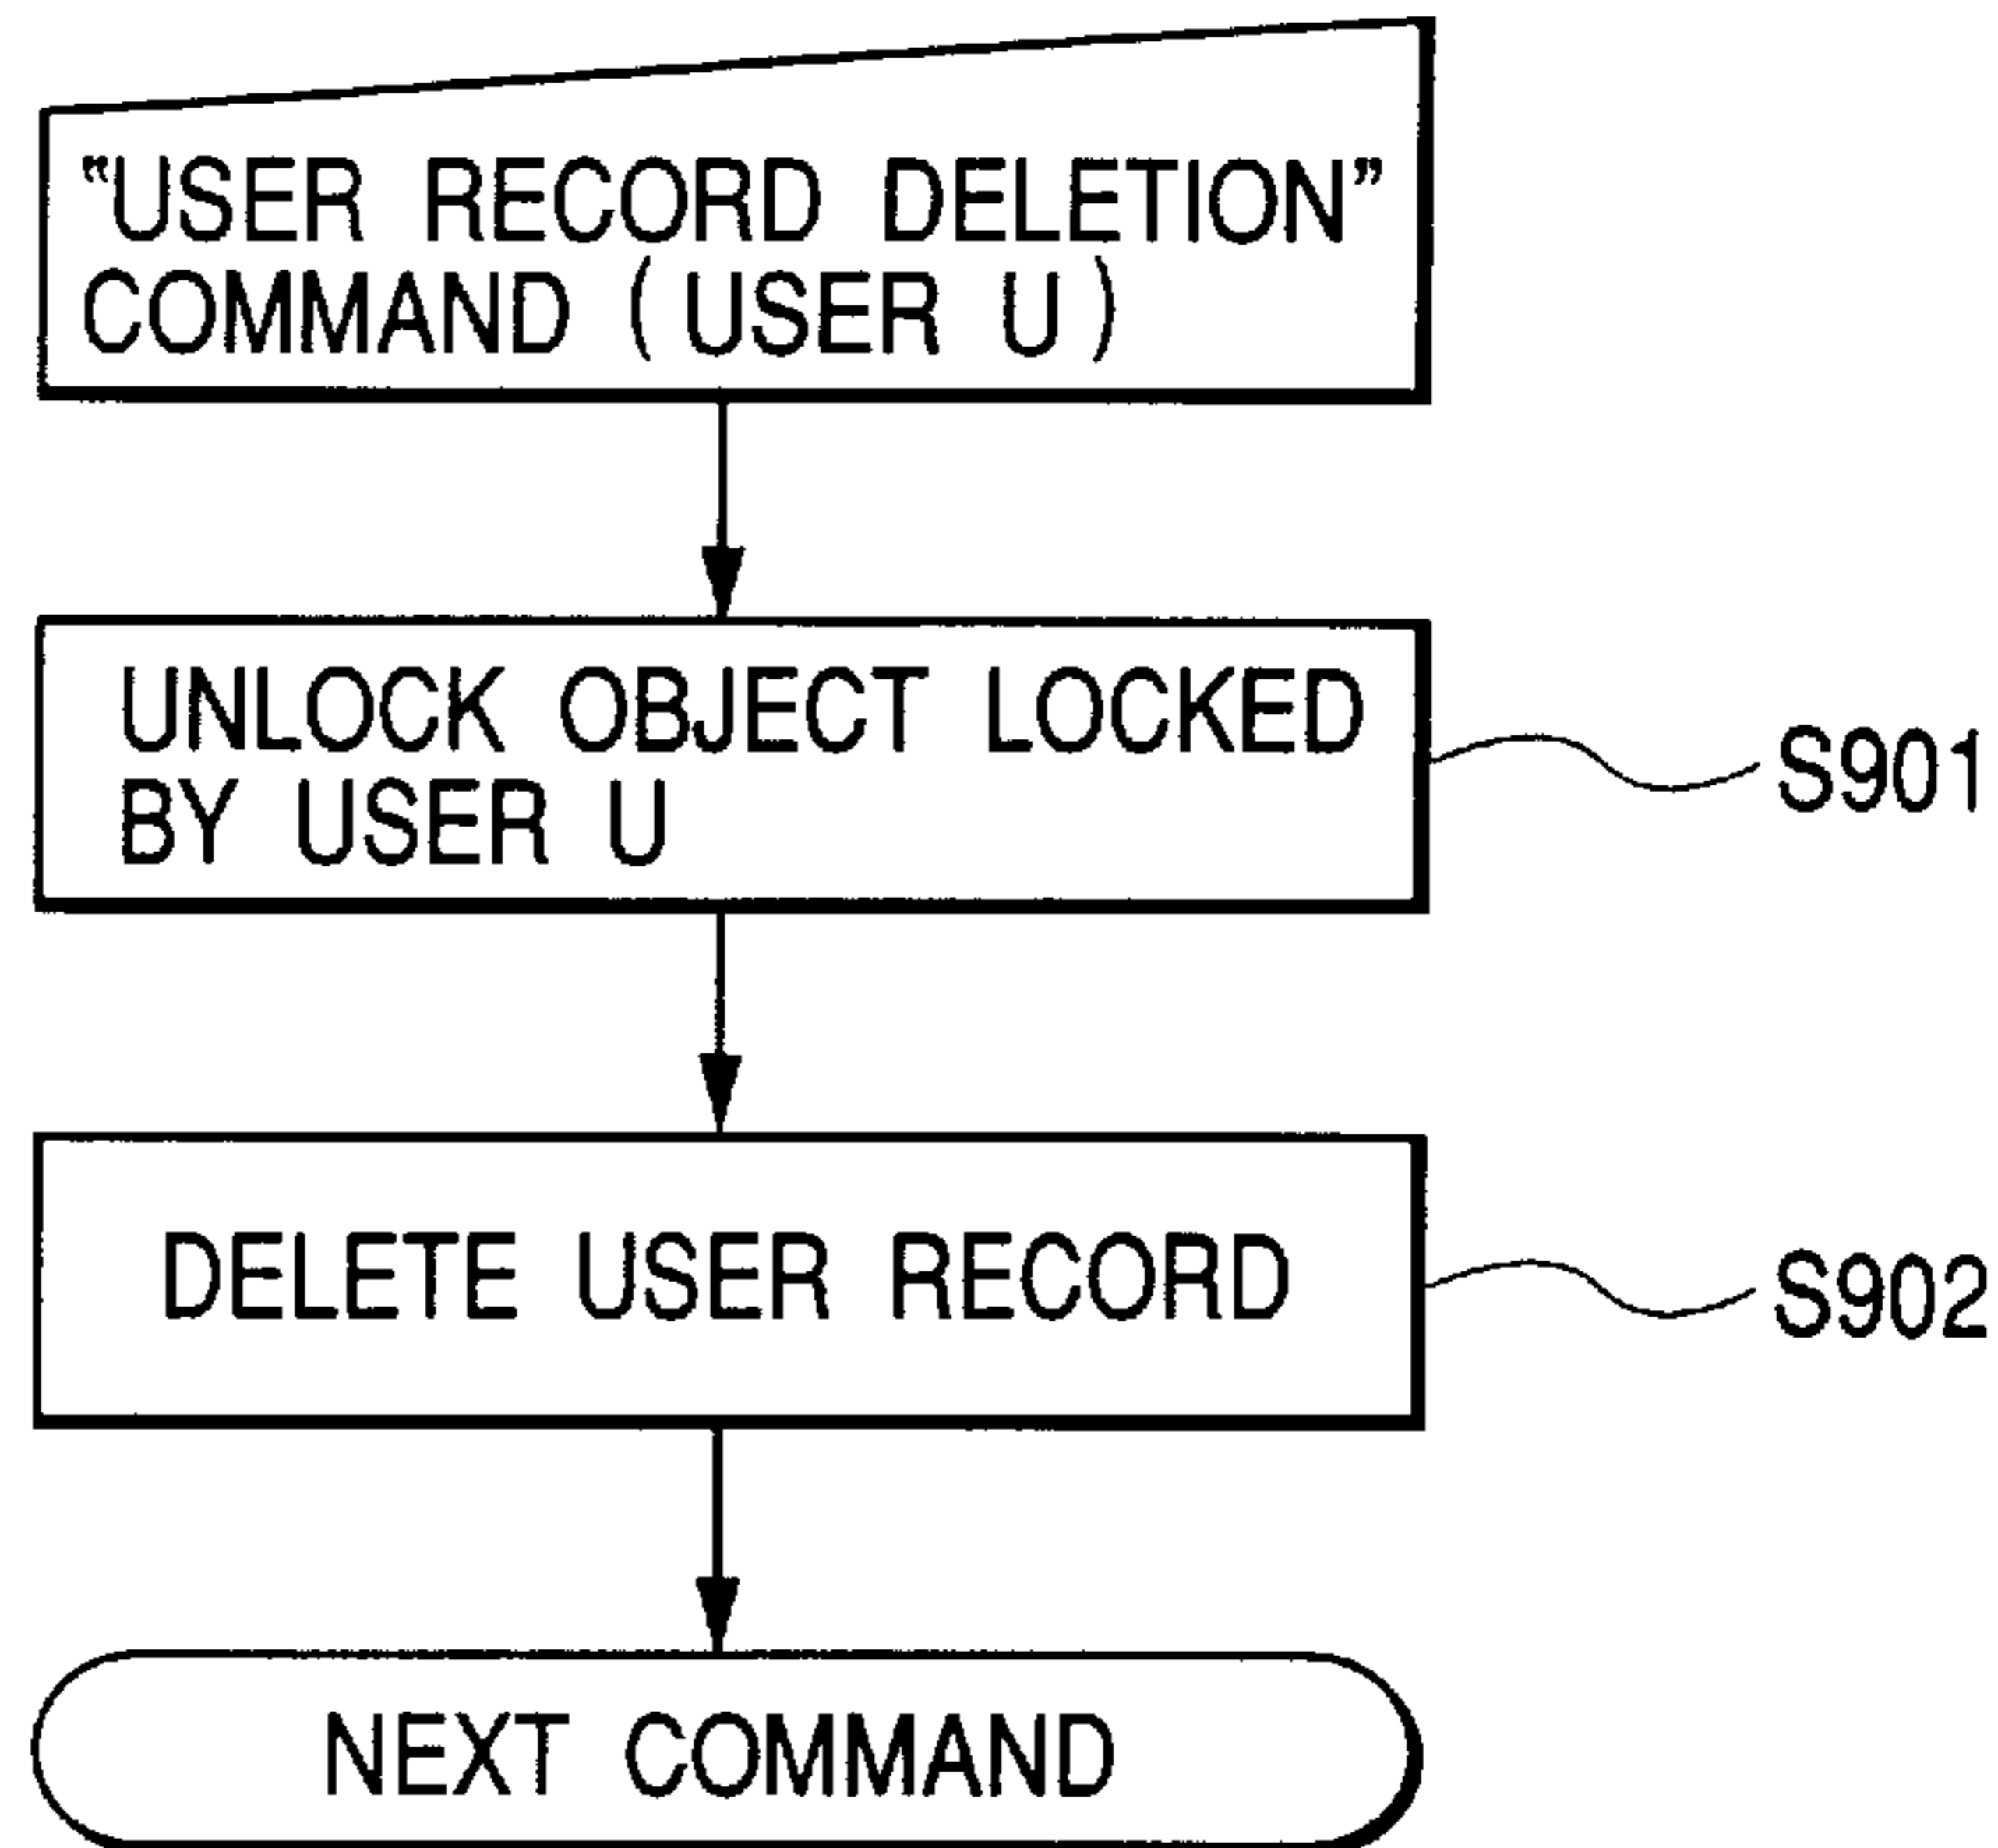 “USER RECORD DELETION”
COMMAND (USER U)
UNLOCK OBJECT LOCKED
BY USER U
S901
DELETE USER RECORD
S902
NEXT COMMAND